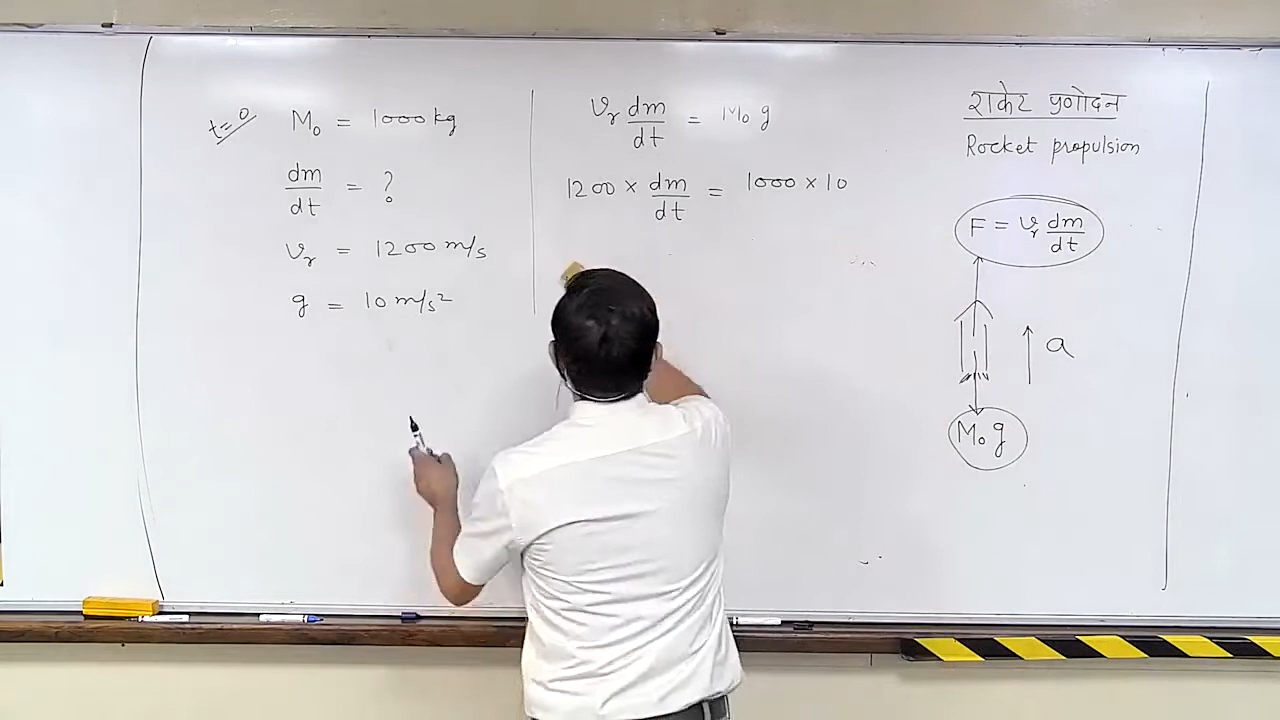 t=0
M₀ = 1000 kg
dm/dt = ?
vᵣ = 1200 m/s
g = 10 m/s²
vᵣ dm/dt = M₀ g
1200 × dm/dt = 1000 × 10
राकेट प्रणोदन
Rocket propulsion
F = vᵣ dm/dt
a
M₀ g